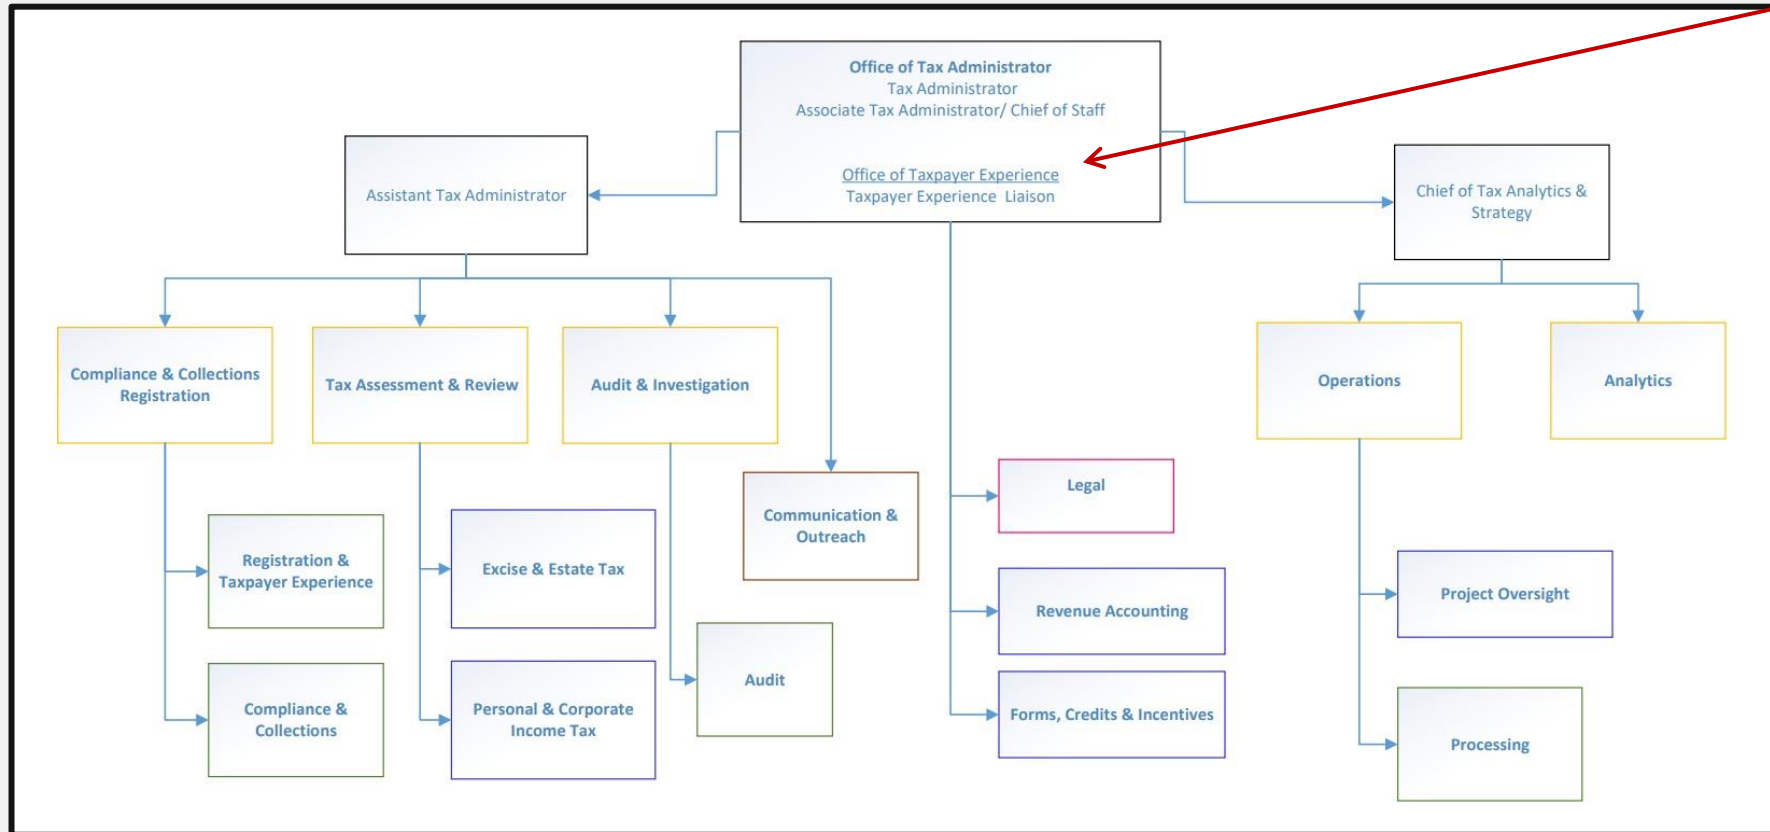 Office of Tax Administrator
Tax Administrator
Associate Tax Administrator/ Chief of Staff
Office of Taxpayer Experience
Taxpayer Experience Liaison
Assistant Tax Administrator
Chief of Tax Analytics &
Strategy
Compliance & Collections
Registration
Tax Assessment & Review
Audit & Investigation
Operations
Analytics
Communication &
Outreach
Legal
Registration &
Taxpayer Experience
Excise & Estate Tax
Revenue Accounting
Project Oversight
Compliance &
Collections
Personal & Corporate
Income Tax
Audit
Forms, Credits & Incentives
Processing